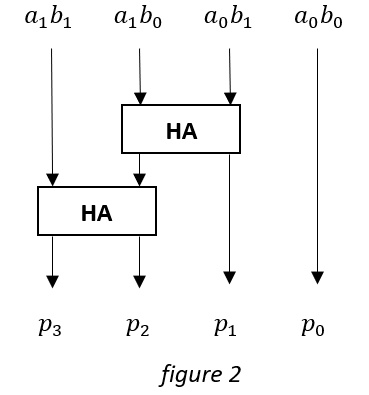 a₁b₁ a₁b₀ a₀b₁ a₀b₀
HA
HA
p₃ p₂ p₁ p₀
figure 2